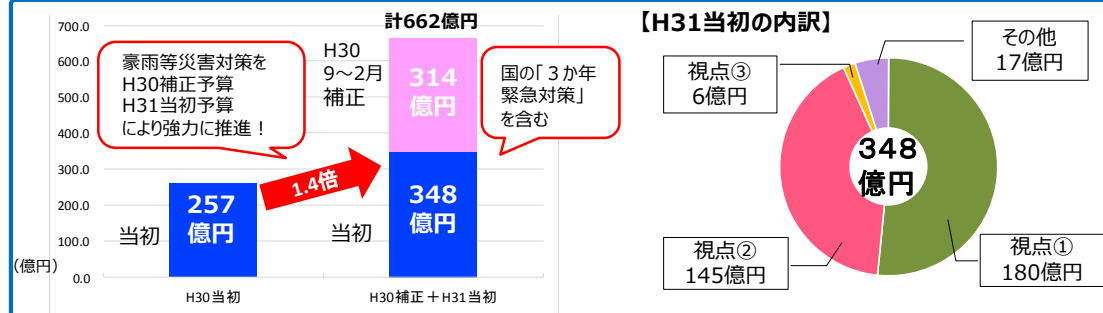 700.0
600.0
500.0
400.0
300.0
200.0
100.0
0.0
(億円)
豪雨等災害対策を
H30補正予算
H31当初予算
により強力に推進！
計662億円
H30
9～2月
補正
314
億円
国の「３か年
緊急対策」
を含む
1.4倍
当初
257
億円
当初
348
億円
H30当初
H30補正＋H31当初
【H31当初の内訳】
その他
17億円
視点③
6億円
348
億円
視点②
145億円
視点①
180億円